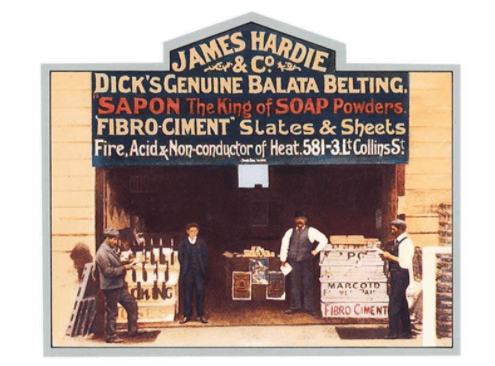 JAMES HARDIE
& Co
DICK'S GENUINE BALATA BELTING.
"SAPON The King of SOAP Powders.
"FIBRO-CIMENT" Slates & Sheets
Fire, Acid & Non-conductor of Heat. 581-3. Lt Collins St
MARCOID
FIBRO CIMENT